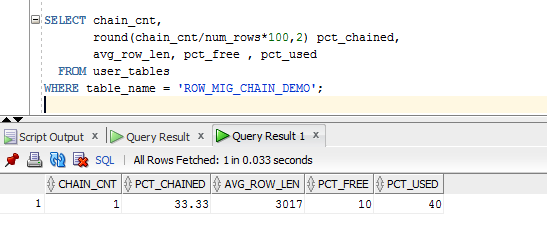 SELECT chain_cnt,
round(chain_cnt/num_rows*100,2) pct_chained,
avg_row_len, pct_free , pct_used
FROM user_tables
WHERE table_name = 'ROW_MIG_CHAIN_DEMO';
Script Output x Query Result x Query Result 1 x
SQL | All Rows Fetched: 1 in 0.033 seconds
CHAIN_CNT PCT_CHAINED AVG_ROW_LEN PCT_FREE PCT_USED
1 1 33.33 3017 10 40